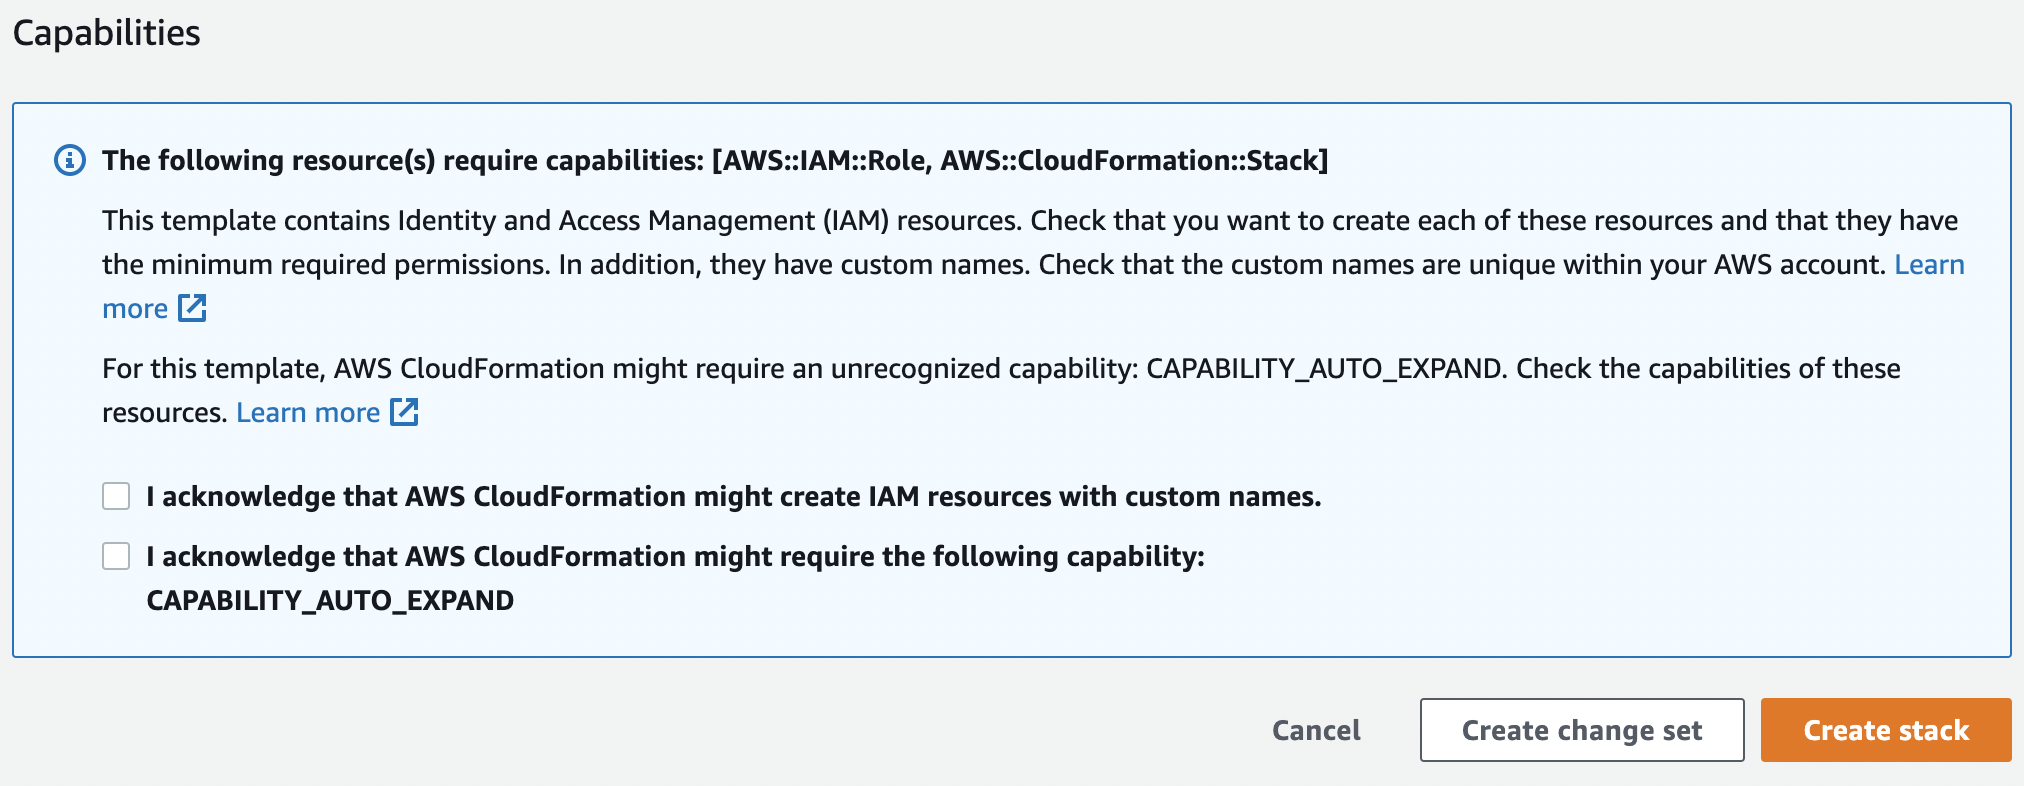 Capabilities
The following resource(s) require capabilities: [AWS::IAM::Role, AWS::CloudFormation::Stack]
This template contains Identity and Access Management (IAM) resources. Check that you want to create each of these resources and that they have
the minimum required permissions. In addition, they have custom names. Check that the custom names are unique within your AWS account. Learn
more
For this template, AWS CloudFormation might require an unrecognized capability: CAPABILITY_AUTO_EXPAND. Check the capabilities of these
resources. Learn more
I acknowledge that AWS CloudFormation might create IAM resources with custom names.
I acknowledge that AWS CloudFormation might require the following capability:
CAPABILITY_AUTO_EXPAND
Cancel Create change set Create stack